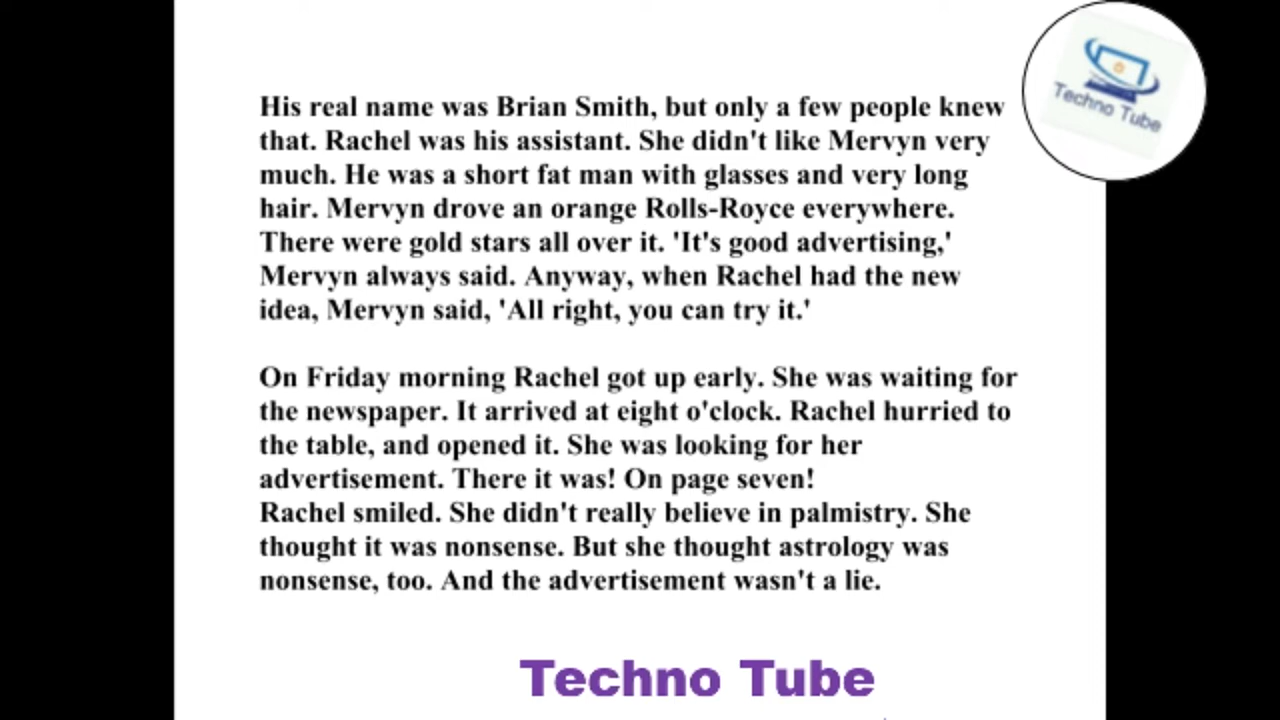 Techno Tube
His real name was Brian Smith, but only a few people knew
that. Rachel was his assistant. She didn't like Mervyn very
much. He was a short fat man with glasses and very long
hair. Mervyn drove an orange Rolls-Royce everywhere.
There were gold stars all over it. 'It's good advertising,'
Mervyn always said. Anyway, when Rachel had the new
idea, Mervyn said, 'All right, you can try it.'
On Friday morning Rachel got up early. She was waiting for
the newspaper. It arrived at eight o'clock. Rachel hurried to
the table, and opened it. She was looking for her
advertisement. There it was! On page seven!
Rachel smiled. She didn't really believe in palmistry. She
thought it was nonsense. But she thought astrology was
nonsense, too. And the advertisement wasn't a lie.
Techno Tube